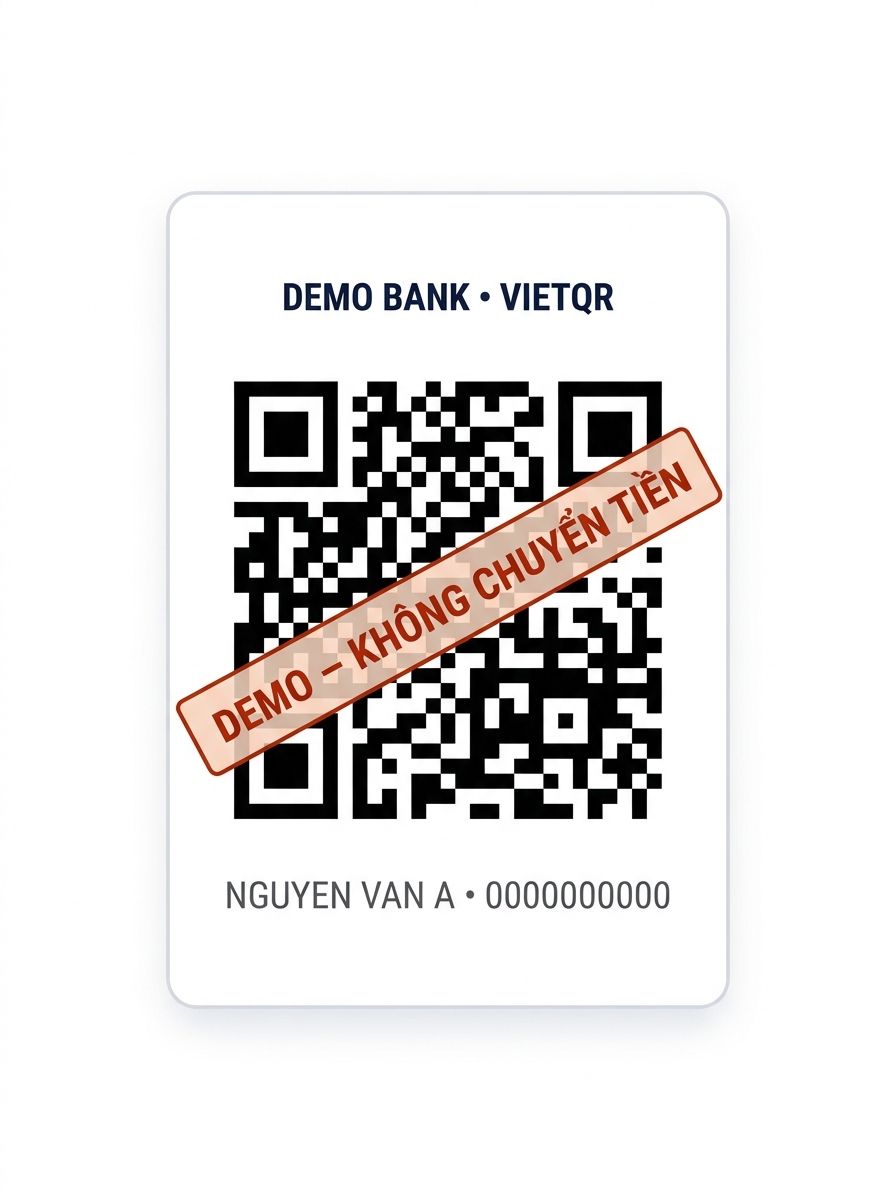 DEMO BANK • VIETQR
DEMO – KHÔNG CHUYỂN TIỀN
NGUYEN VAN A • 0000000000